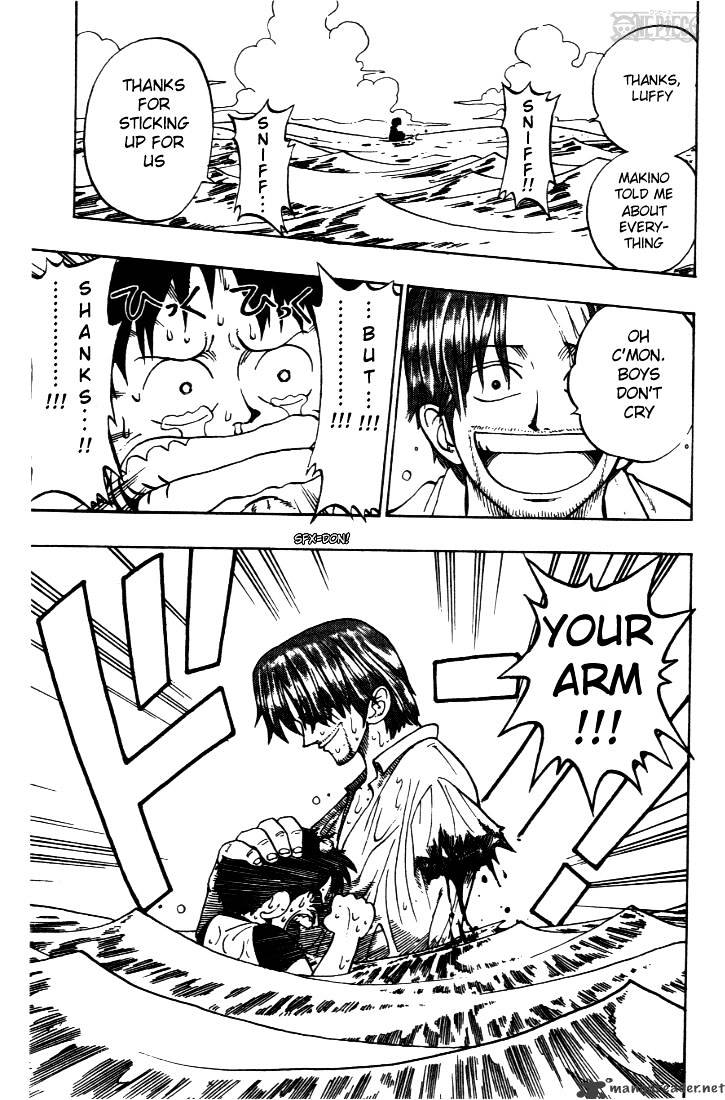 ONE PIECE
THANKS,
LUFFY
MAKINO
TOLD ME
ABOUT
EVERY-
THING
SNIFF!!
SNIFF...
THANKS
FOR
STICKING
UP FOR
US
OH
C'MON.
BOYS
DON'T
CRY
.........BUT...
........!!!
...!!!
ひっく
ひっく
SHANKS...!!
........!!!
...!!!
SFX=DON!
YOUR
ARM
!!!
ドーン
mangareader.net